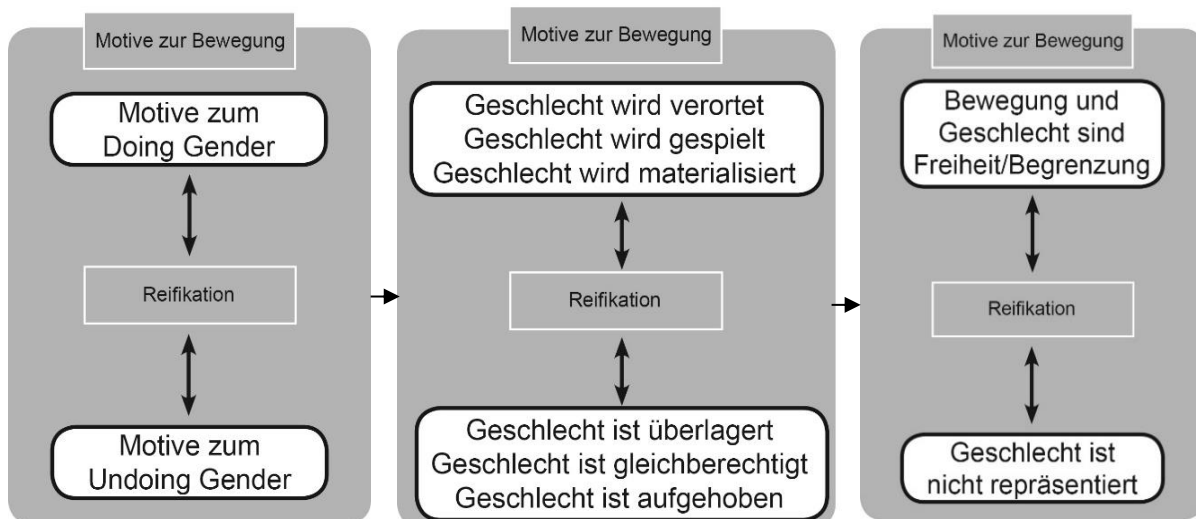 Motive zur Bewegung
Motive zum
Doing Gender
Reifikation
Motive zum
Undoing Gender
Motive zur Bewegung
Geschlecht wird verortet
Geschlecht wird gespielt
Geschlecht wird materialisiert
Reifikation
Geschlecht ist überlagert
Geschlecht ist gleichberechtigt
Geschlecht ist aufgehoben
Motive zur Bewegung
Bewegung und
Geschlecht sind
Freiheit/Begrenzung
Reifikation
Geschlecht ist
nicht repräsentiert